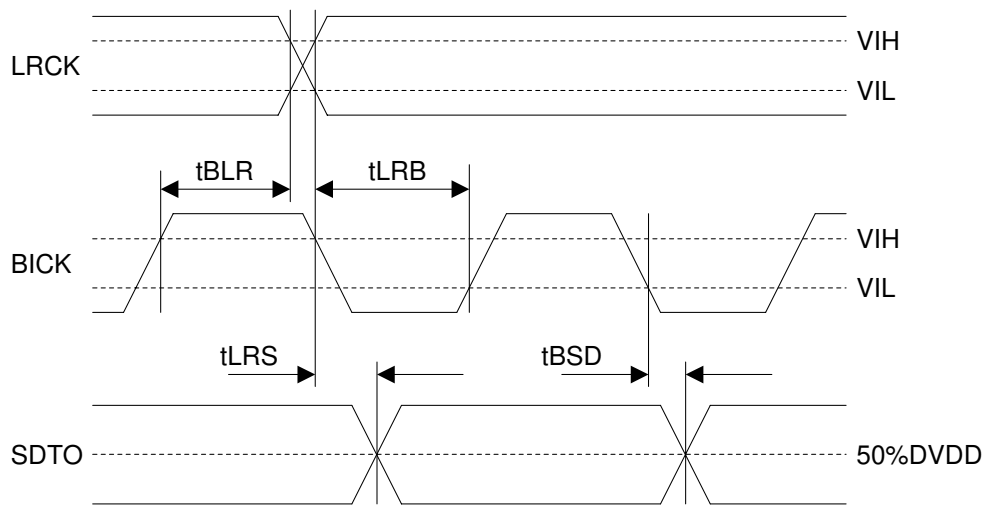 LRCK
VIH
VIL
tBLR
tLRB
BICK
VIH
VIL
tLRS
tBSD
SDTO
50%DVDD